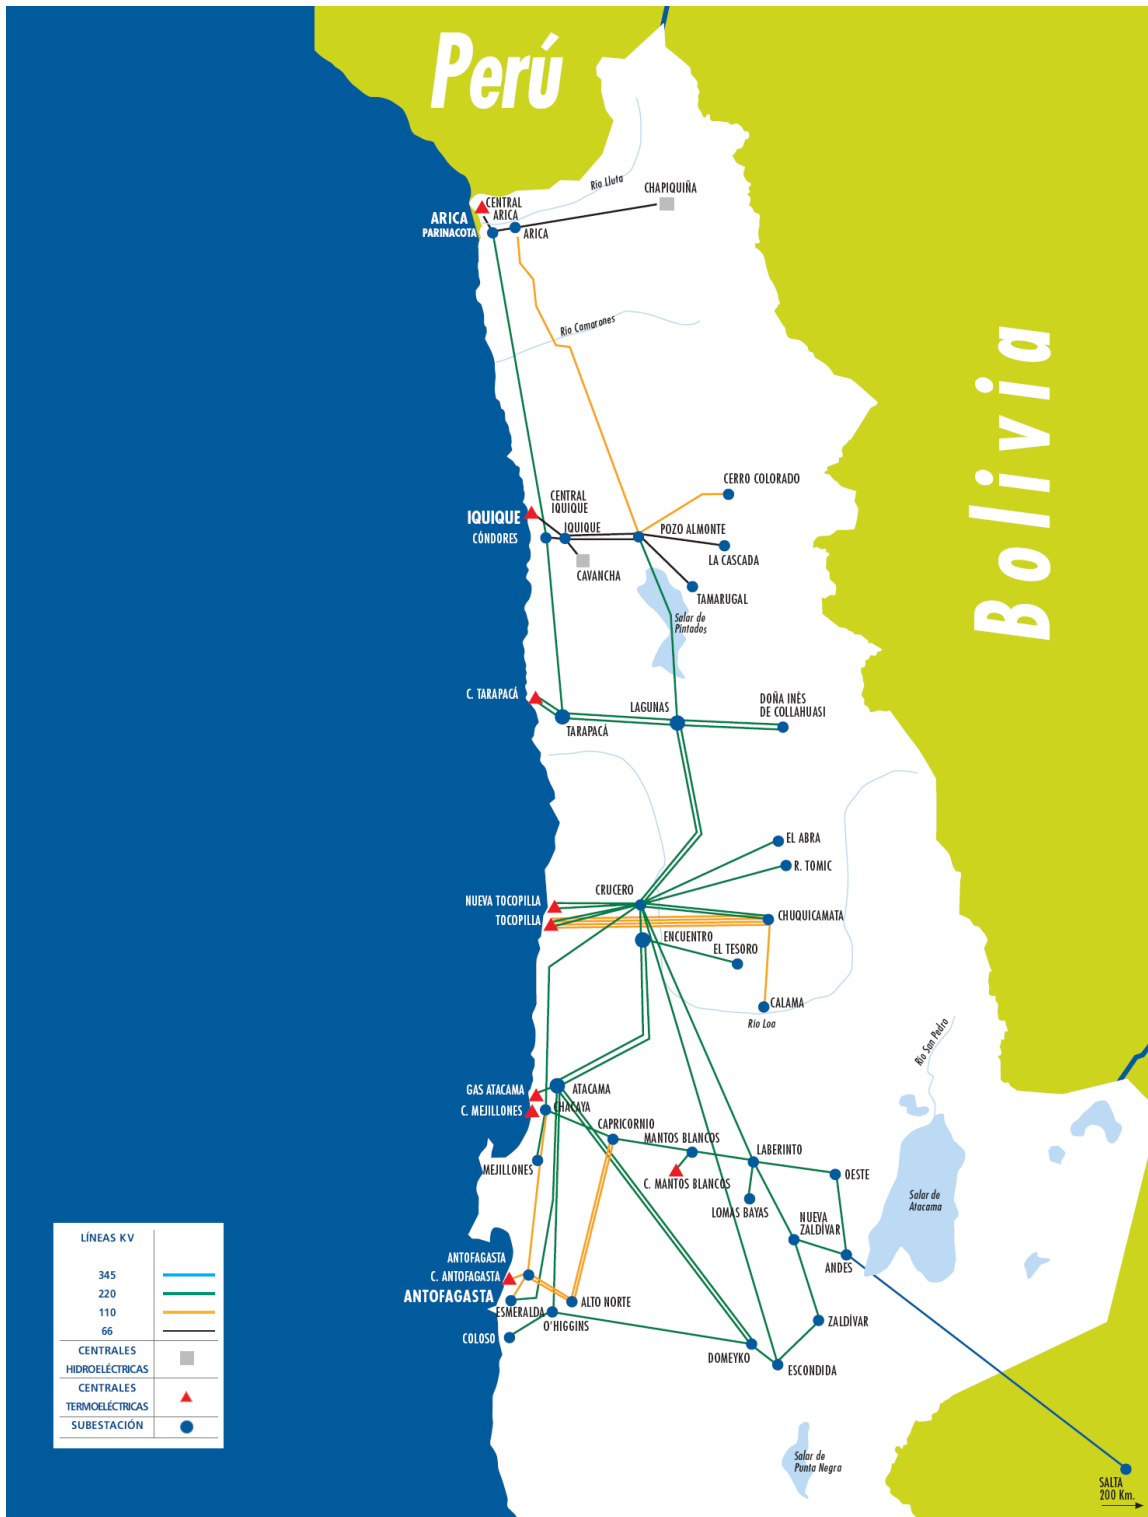 Perú
Río Lluta
CHAPIQUIÑA
CENTRAL
ARICA
ARICA
PARINACOTA
ARICA
Río Camarones
Bolivia
CERRO COLORADO
CENTRAL
IQUIQUE
IQUIQUE
CÓNDORES
IQUIQUE
POZO ALMONTE
LA CASCADA
CAVANCHA
TAMARUGAL
Salar de
Pintados
C. TARAPACÁ
LAGUNAS
DOÑA INÉS
DE COLLAHUASI
TARAPACÁ
EL ABRA
R. TOMIC
CRUCERO
NUEVA TOCOPILLA
TOCOPILLA
CHUQUICAMATA
ENCUENTRO
EL TESORO
CALAMA
Río Loa
Río San Pedro
GAS ATACAMA
ATACAMA
C. MEJILLONES
CHACAYA
CAPRICORNIO
MANTOS BLANCOS
LABERINTO
MEJILLONES
C. MANTOS BLANCOS
OESTE
LOMAS BAYAS
Salar de
Atacama
NUEVA
ZALDÍVAR
ANDES
ANTOFAGASTA
C. ANTOFAGASTA
ANTOFAGASTA
ESMERALDA
ALTO NORTE
O'HIGGINS
COLOSO
ZALDÍVAR
DOMEYKO
ESCONDIDA
Salar de
Punta Negra
SALTA
200 Km.
LÍNEAS KV
345
220
110
66
CENTRALES
HIDROELÉCTRICAS
CENTRALES
TERMOELÉCTRICAS
SUBESTACIÓN